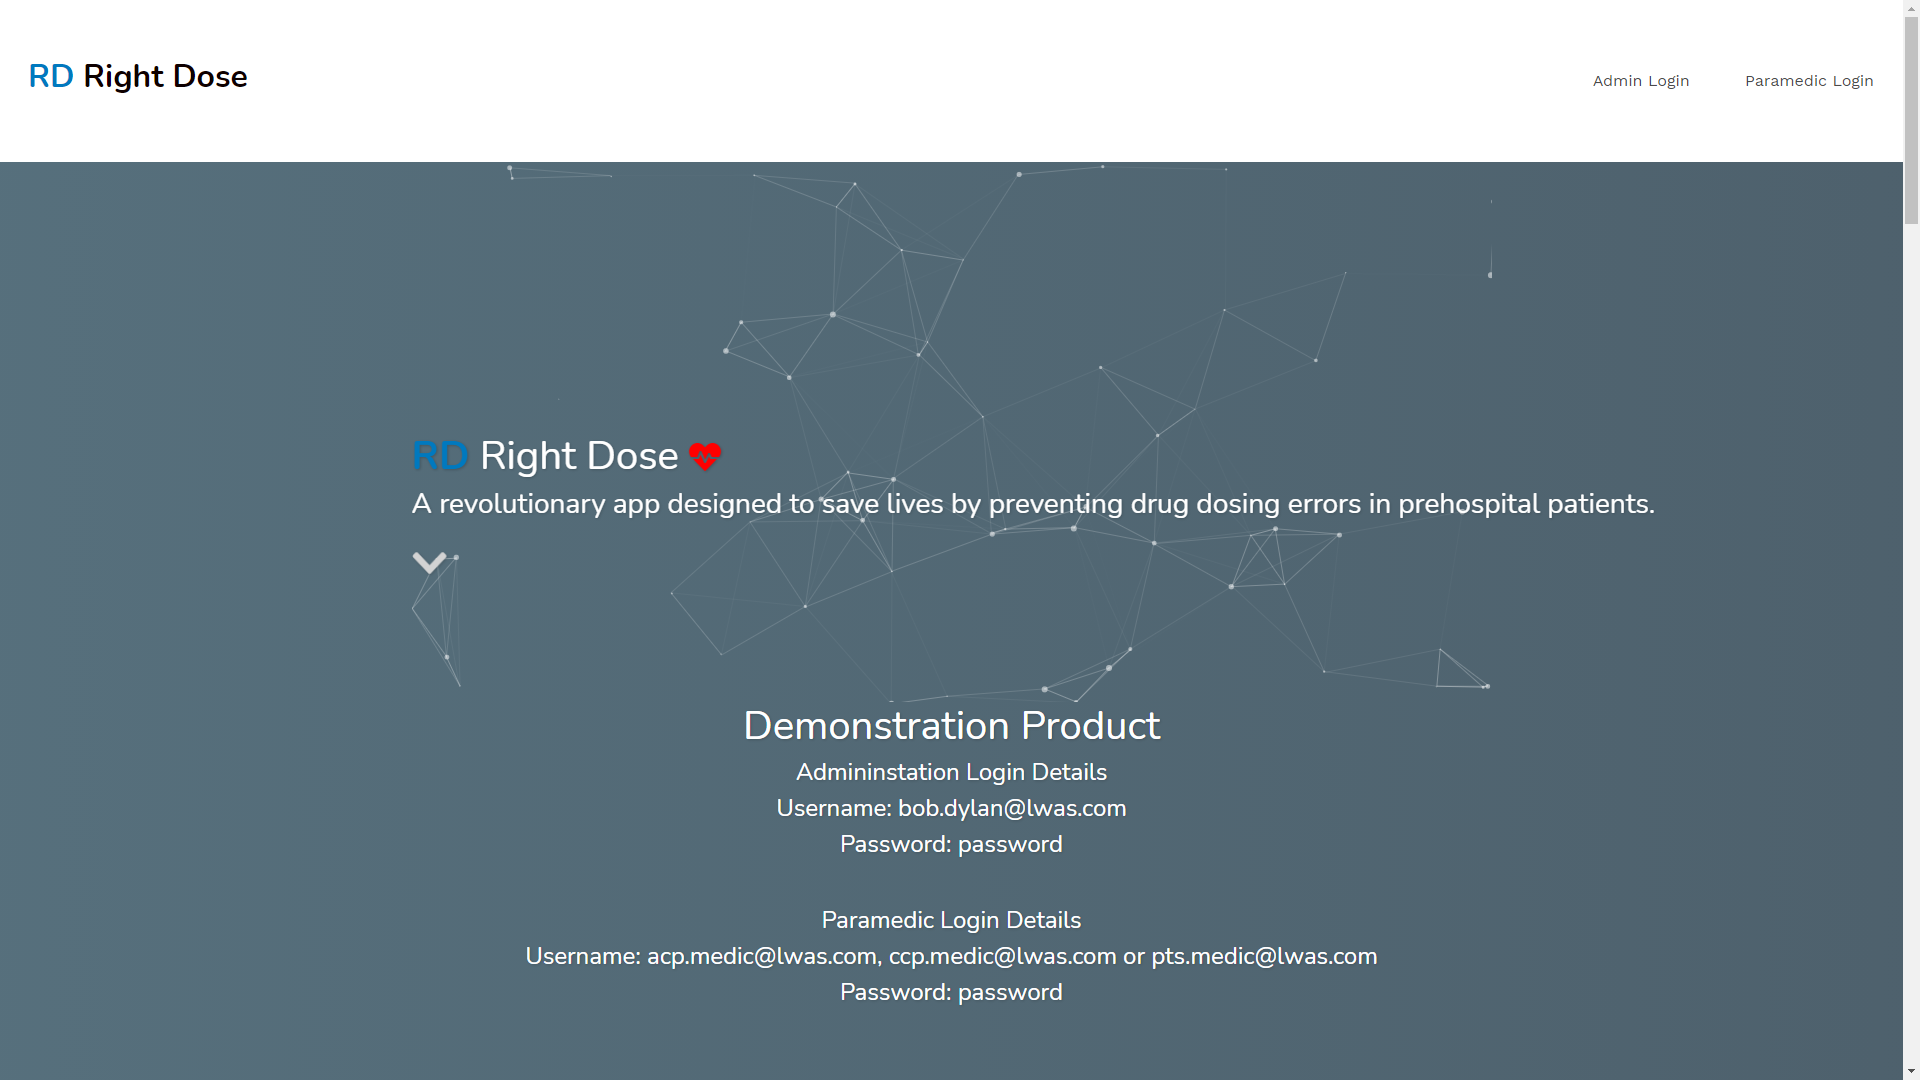 RD Right Dose
Admin Login
Paramedic Login
RD Right Dose
A revolutionary app designed to save lives by preventing drug dosing errors in prehospital patients.
Demonstration Product
Admininstation Login Details
Username: bob.dylan@lwas.com
Password: password
Paramedic Login Details
Username: acp.medic@lwas.com, ccp.medic@lwas.com or pts.medic@lwas.com
Password: password